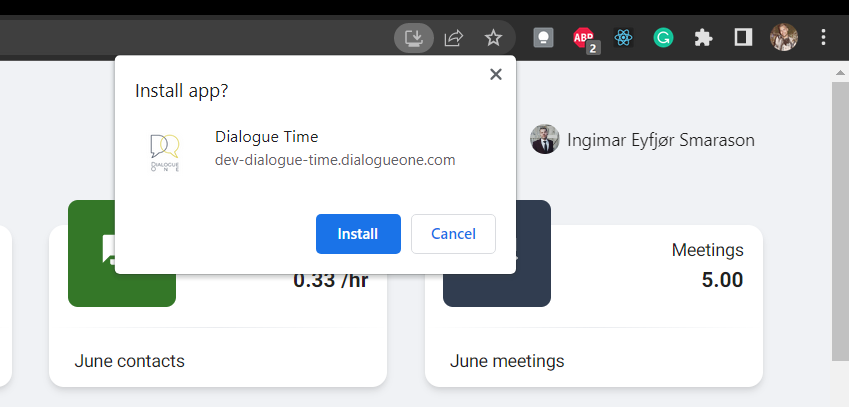 ABP
2
Install app?
Dialogue Time
dev-dialogue-time.dialogueone.com
DIALOGUE
ONE
Install
Cancel
Ingimar Eyfjør Smarason
0.33 /hr
June contacts
Meetings
5.00
June meetings